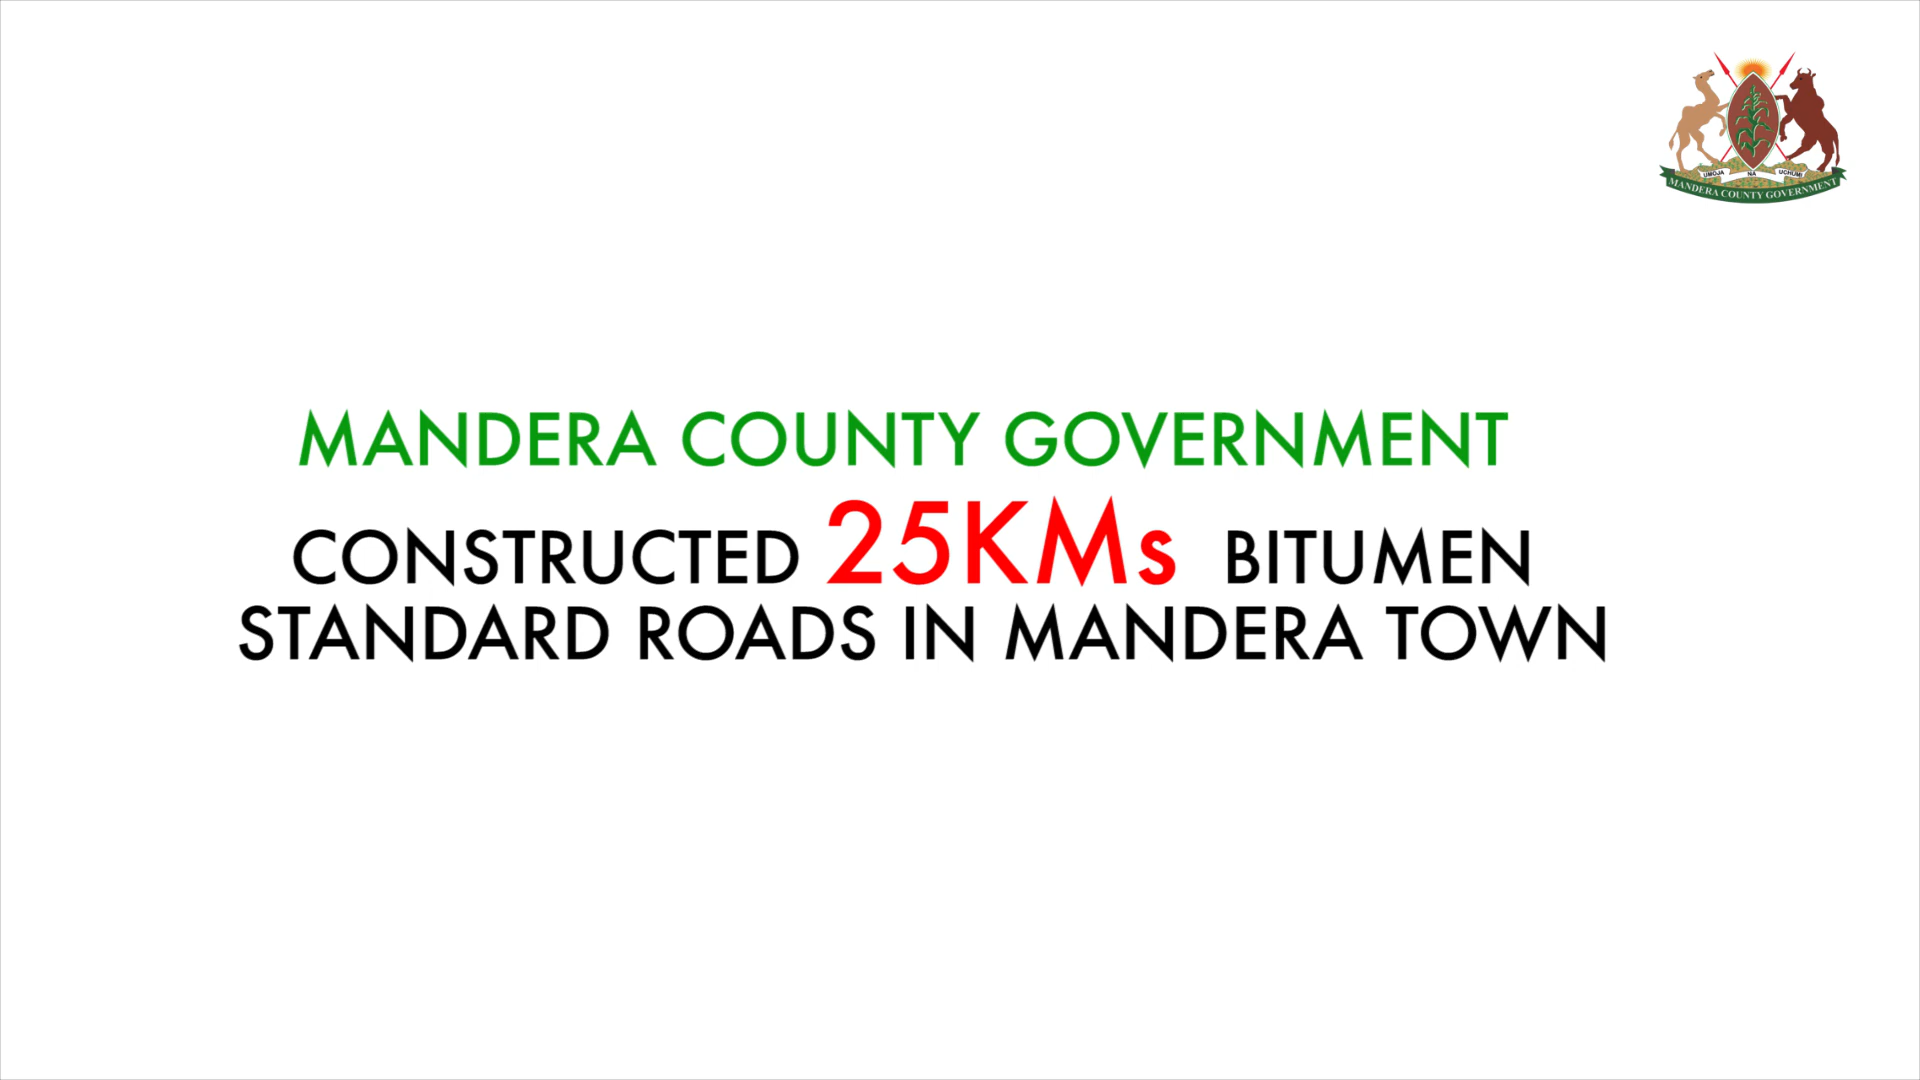 UMOJA NA UCHUMI
MANDERA COUNTY GOVERNMENT
MANDERA COUNTY GOVERNMENT
CONSTRUCTED 25KMs BITUMEN
STANDARD ROADS IN MANDERA TOWN